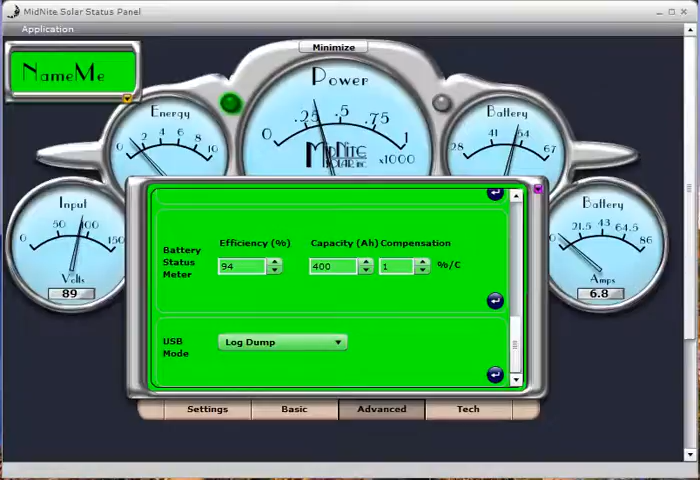 MidNite Solar Status Panel
Application
Minimize
NameMe
Power
0 .25 .5 .75 1
x1000
MidNite
SOLAR INC
Energy
0 2 4 6 8 10
Battery
28 41 54 67
Input
0 50 100 150
Volts
89
Battery
0 21.5 43 64.5 86
Amps
6.8
Efficiency (%) Capacity (Ah) Compensation
Battery
Status
Meter
94 400 1 %/C
USB
Mode
Log Dump
Settings Basic Advanced Tech